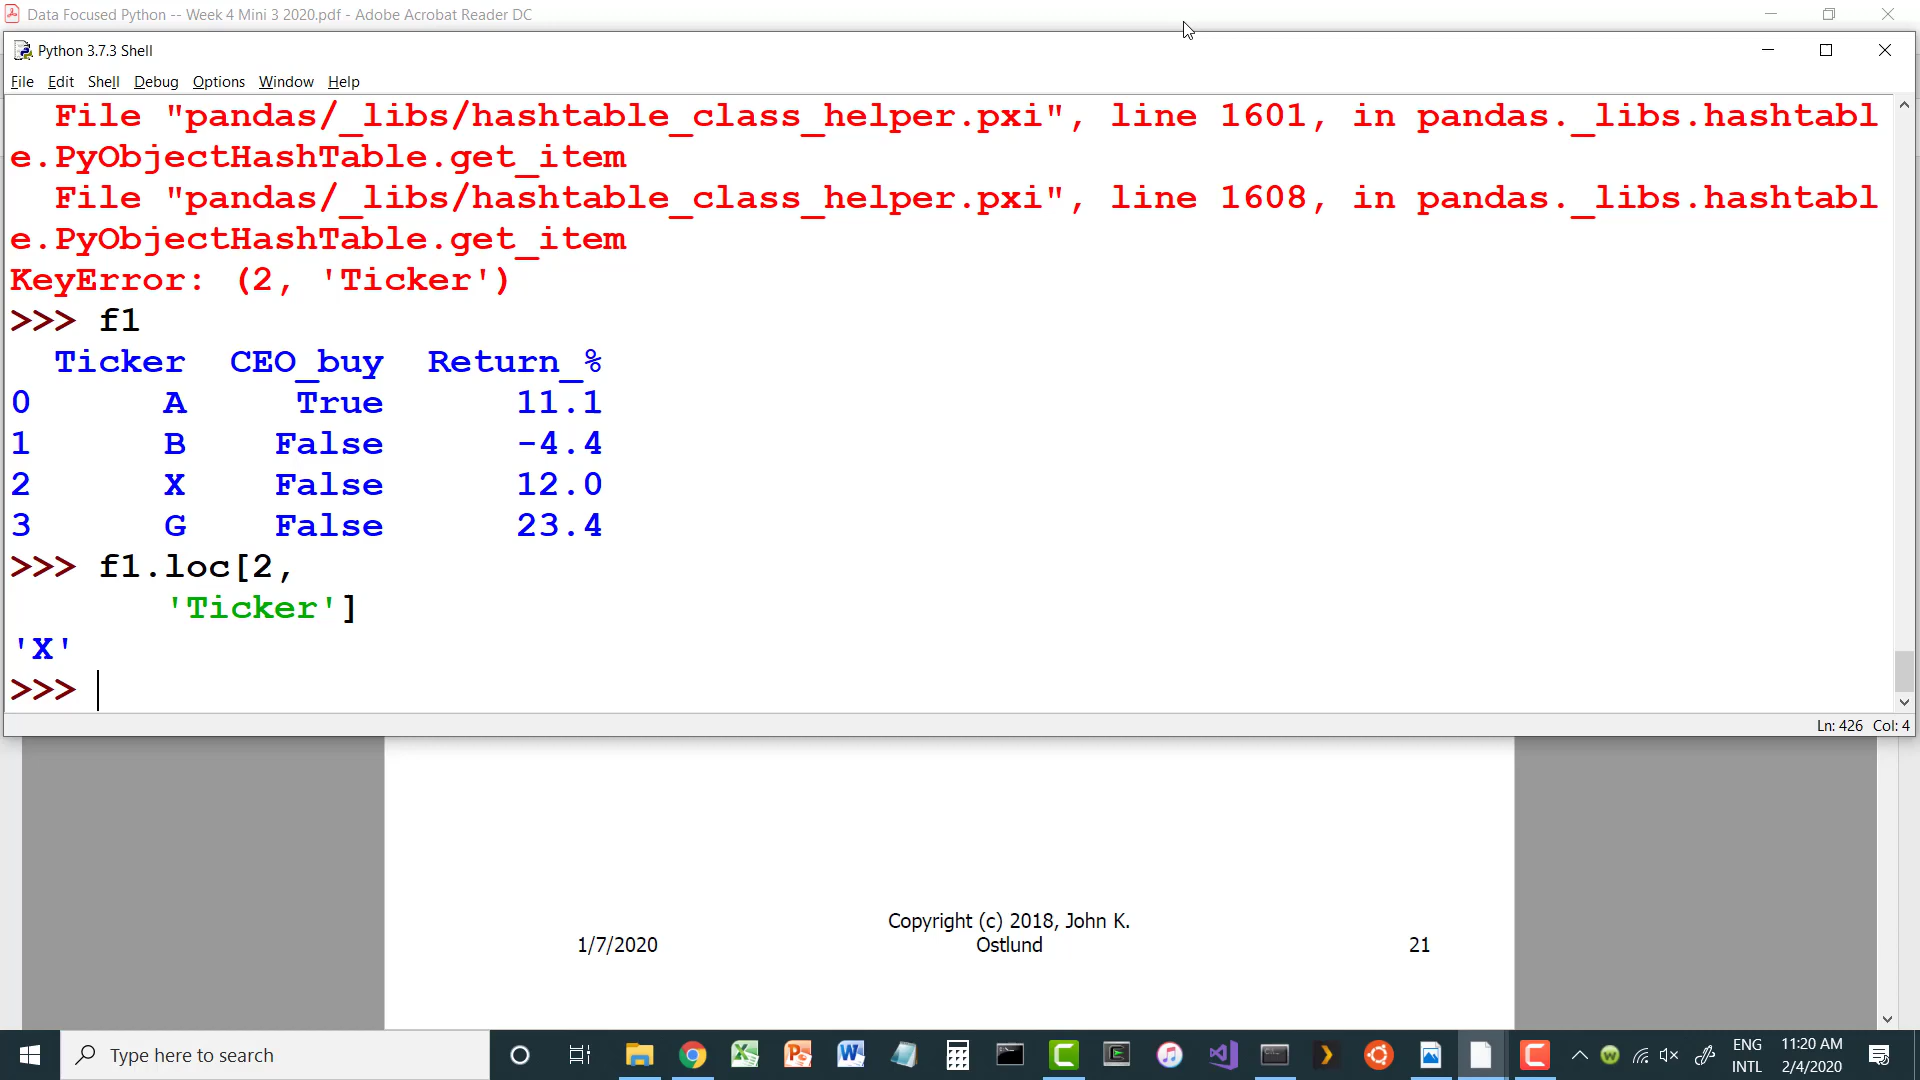 Data Focused Python -- Week 4 Mini 3 2020.pdf - Adobe Acrobat Reader DC
Python 3.7.3 Shell
File Edit Shell Debug Options Window Help
  File "pandas/_libs/hashtable_class_helper.pxi", line 1601, in pandas._libs.hashtabl
e.PyObjectHashTable.get_item
  File "pandas/_libs/hashtable_class_helper.pxi", line 1608, in pandas._libs.hashtabl
e.PyObjectHashTable.get_item
KeyError: (2, 'Ticker')
>>> f1
  Ticker  CEO_buy  Return_%
0      A     True      11.1
1      B    False      -4.4
2      X    False      12.0
3      G    False      23.4
>>> f1.loc[2,
       'Ticker']
'X'
>>>
Ln: 426 Col: 4
Copyright (c) 2018, John K.
1/7/2020 Ostlund 21
Type here to search
ENG 11:20 AM
INTL 2/4/2020